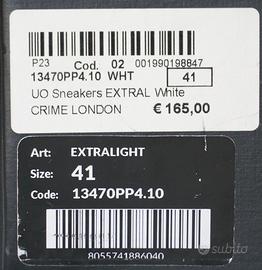 P23 Cod. 02 001990198847
13470PP4.10 WHT 41
UO Sneakers EXTRAL White
CRIME LONDON € 165,00
Art: EXTRALIGHT
Size: 41
Code: 13470PP4.10
8055741886040
subito